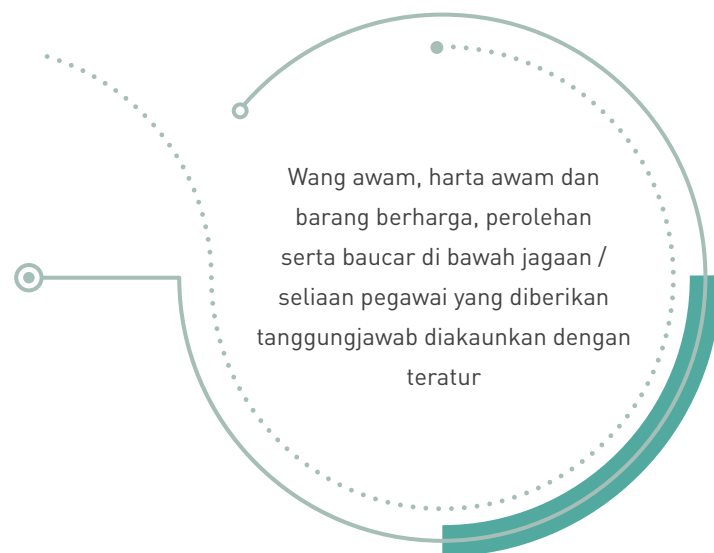 Wang awam, harta awam dan
barang berharga, perolehan
serta baucar di bawah jagaan /
seliaan pegawai yang diberikan
tanggungjawab diakaunkan dengan
teratur